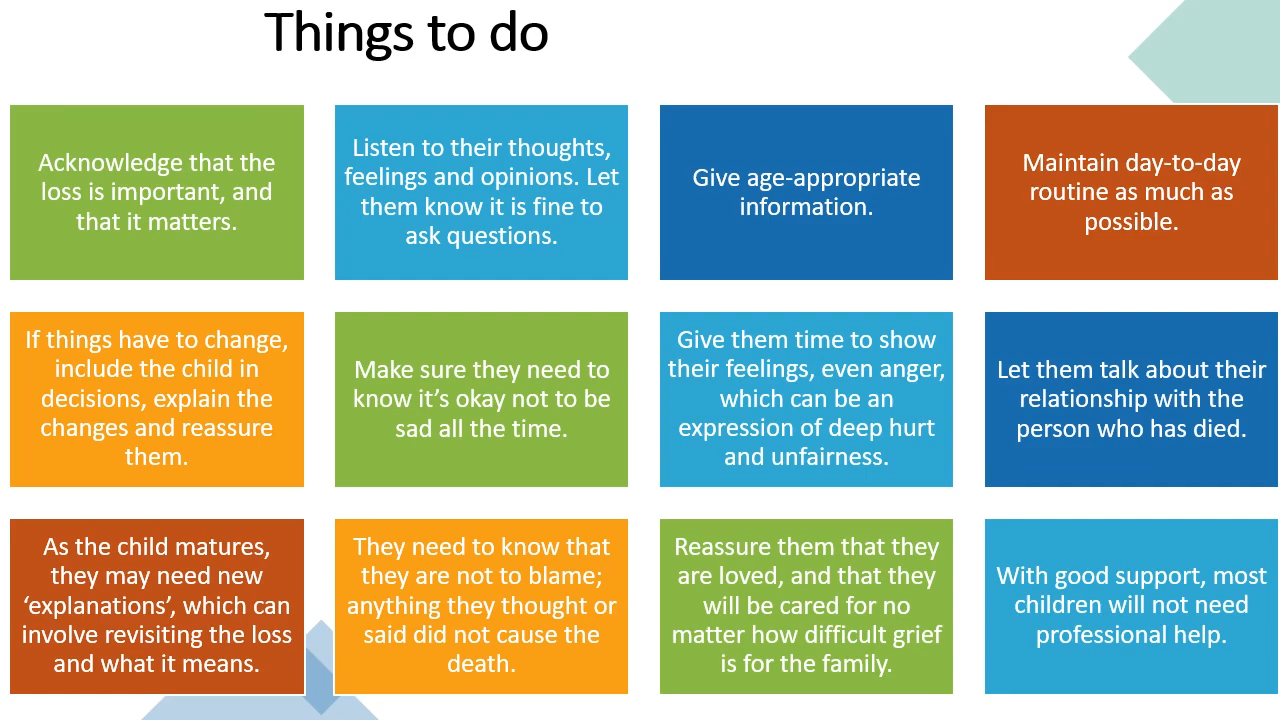 Things to do
Acknowledge that the
loss is important, and
that it matters.
Listen to their thoughts,
feelings and opinions. Let
them know it is fine to
ask questions.
Give age-appropriate
information.
Maintain day-to-day
routine as much as
possible.
If things have to change,
include the child in
decisions, explain the
changes and reassure
them.
Make sure they need to
know it’s okay not to be
sad all the time.
Give them time to show
their feelings, even anger,
which can be an
expression of deep hurt
and unfairness.
Let them talk about their
relationship with the
person who has died.
As the child matures,
they may need new
‘explanations’, which can
involve revisiting the loss
and what it means.
They need to know that
they are not to blame;
anything they thought or
said did not cause the
death.
Reassure them that they
are loved, and that they
will be cared for no
matter how difficult grief
is for the family.
With good support, most
children will not need
professional help.